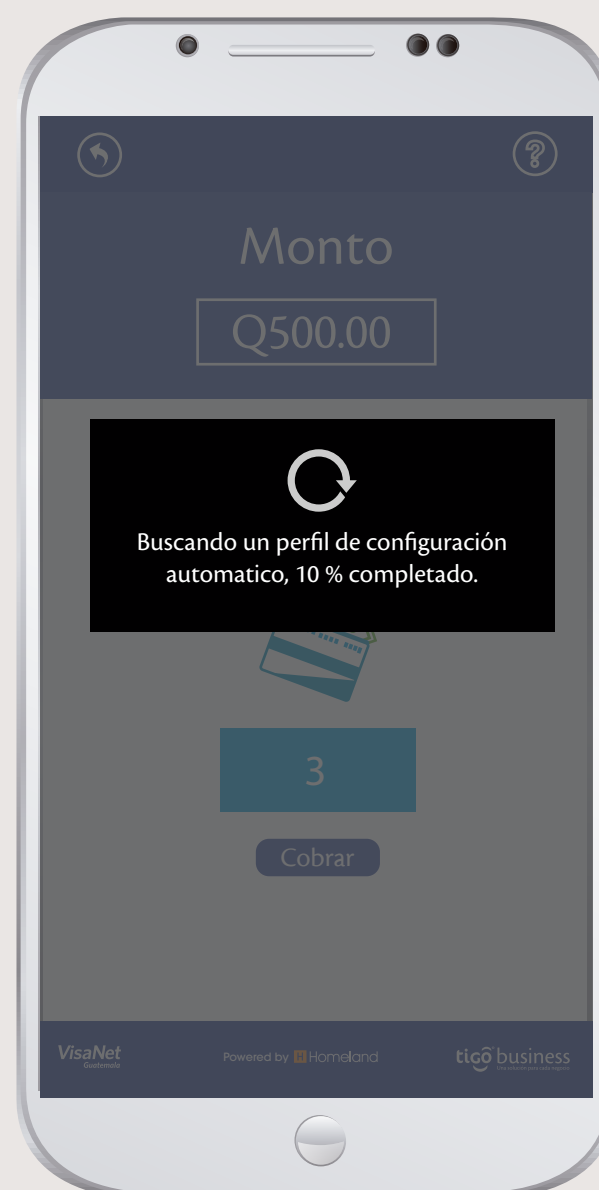 Monto
Q500.00
Buscando un perfil de configuración
automatico, 10 % completado.
3
Cobrar
VisaNet
Guatemala
Powered by H Homeland
tigo business